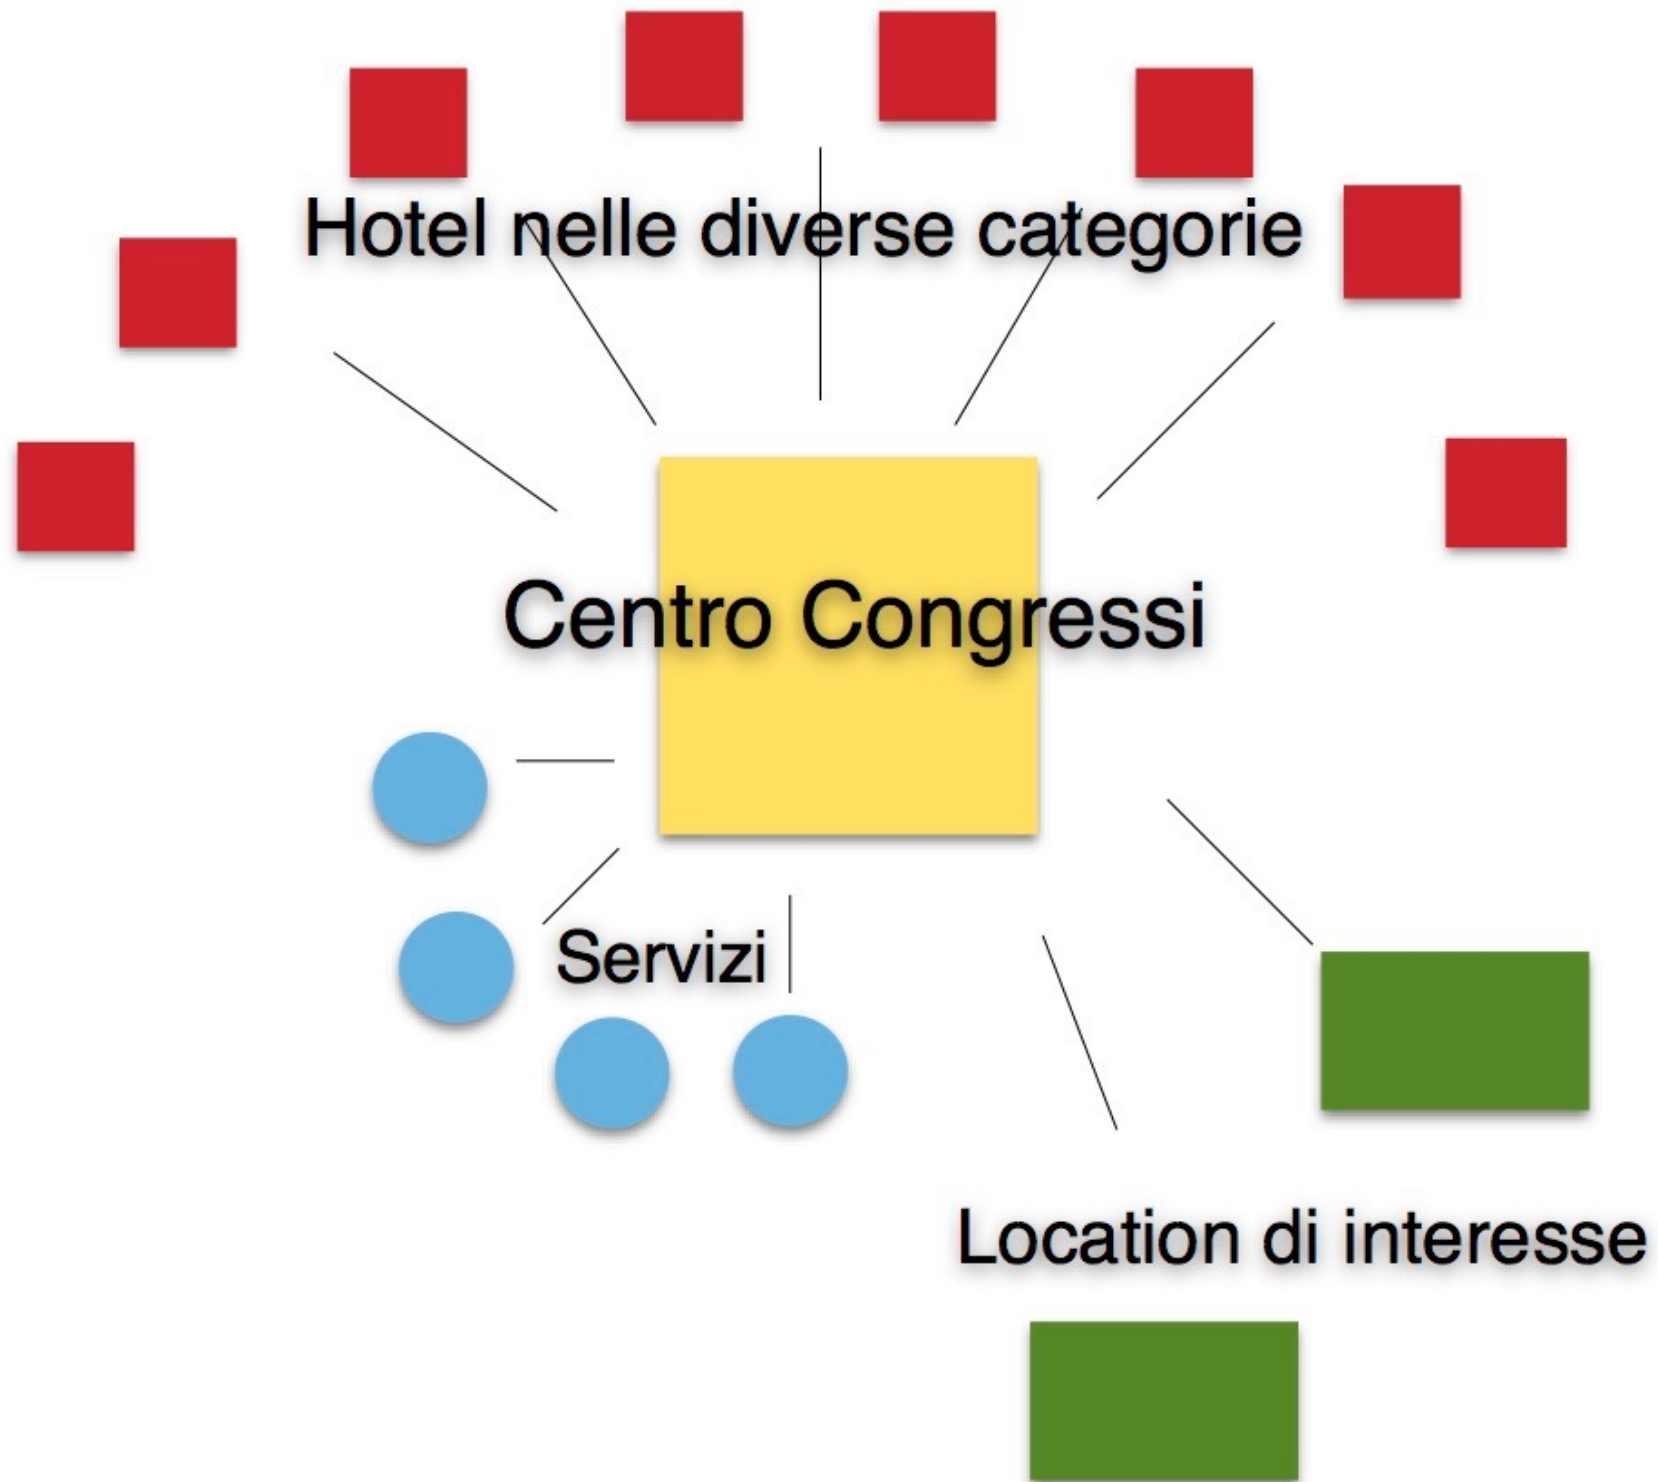 Hotel nelle diverse categorie
Centro Congressi
Servizi
Location di interesse